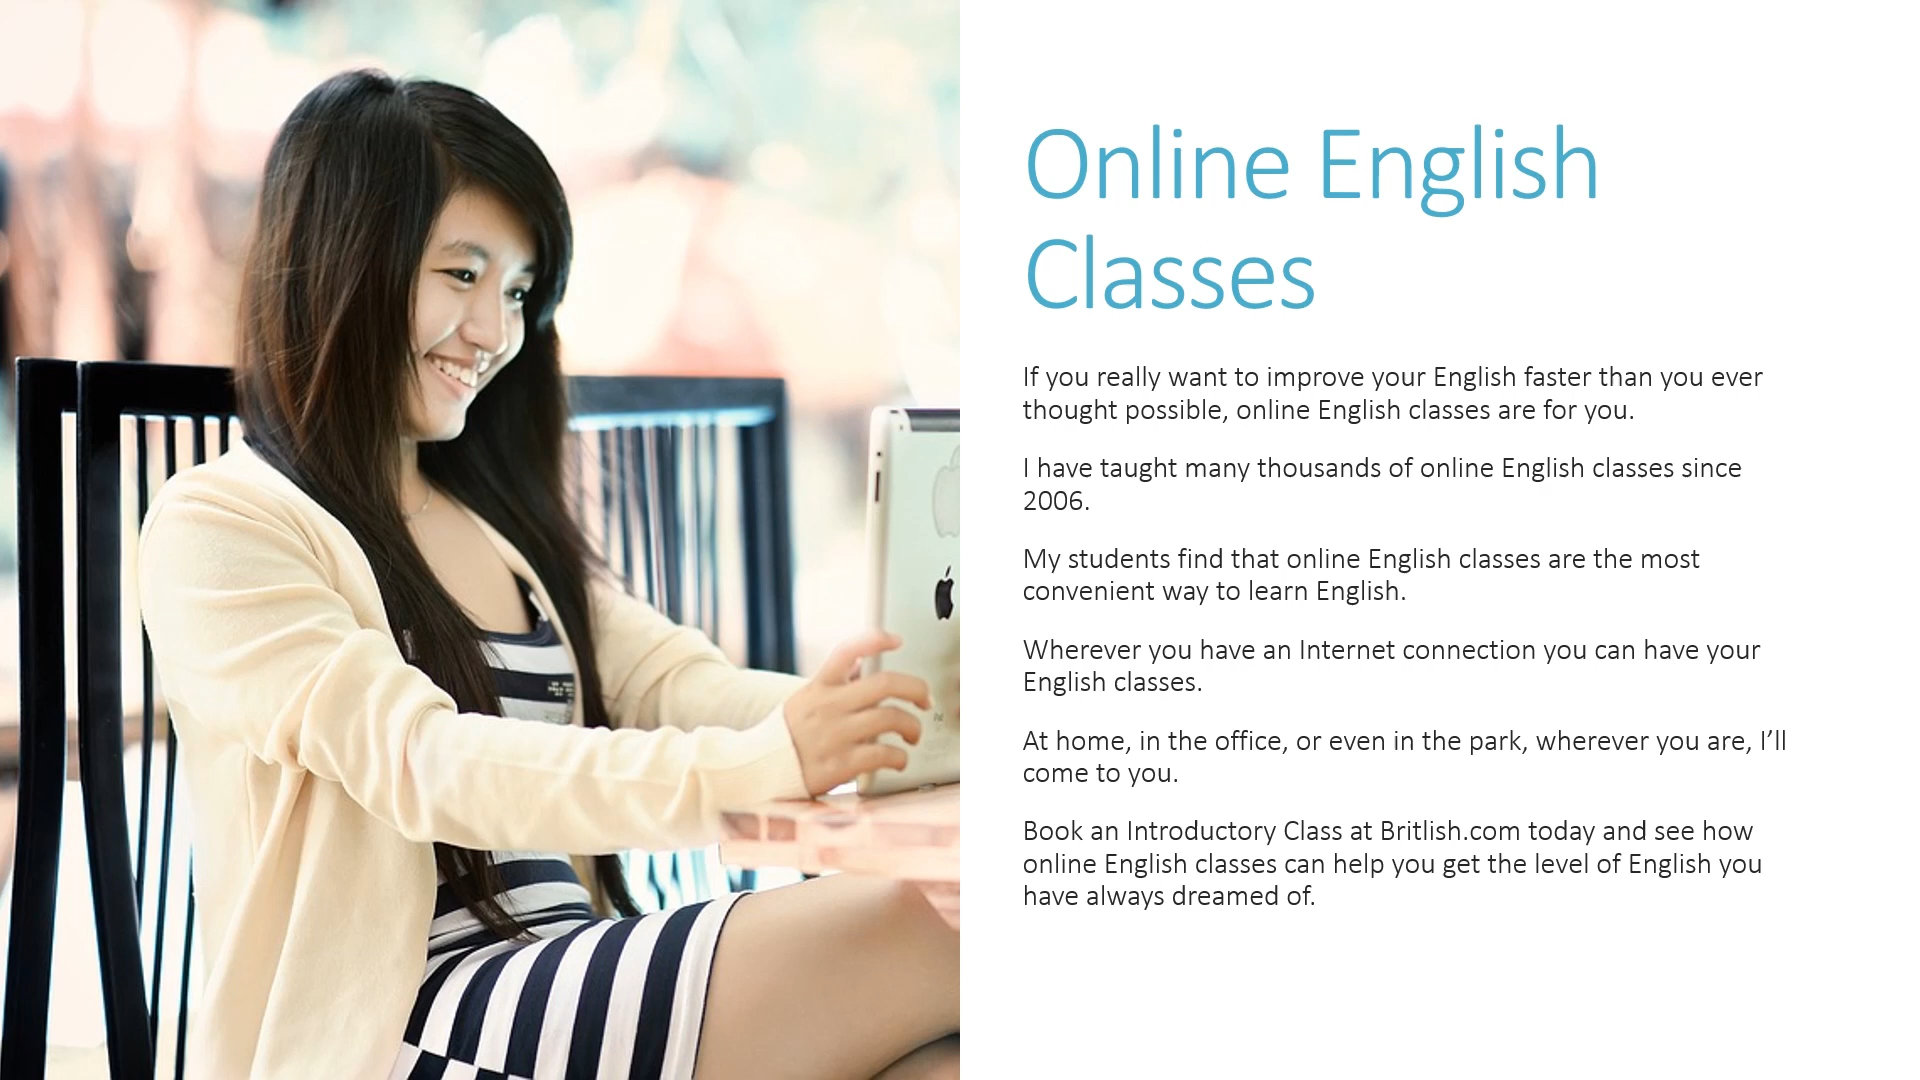 Online English
Classes
If you really want to improve your English faster than you ever
thought possible, online English classes are for you.
I have taught many thousands of online English classes since
2006.
My students find that online English classes are the most
convenient way to learn English.
Wherever you have an Internet connection you can have your
English classes.
At home, in the office, or even in the park, wherever you are, I’ll
come to you.
Book an Introductory Class at Britlish.com today and see how
online English classes can help you get the level of English you
have always dreamed of.